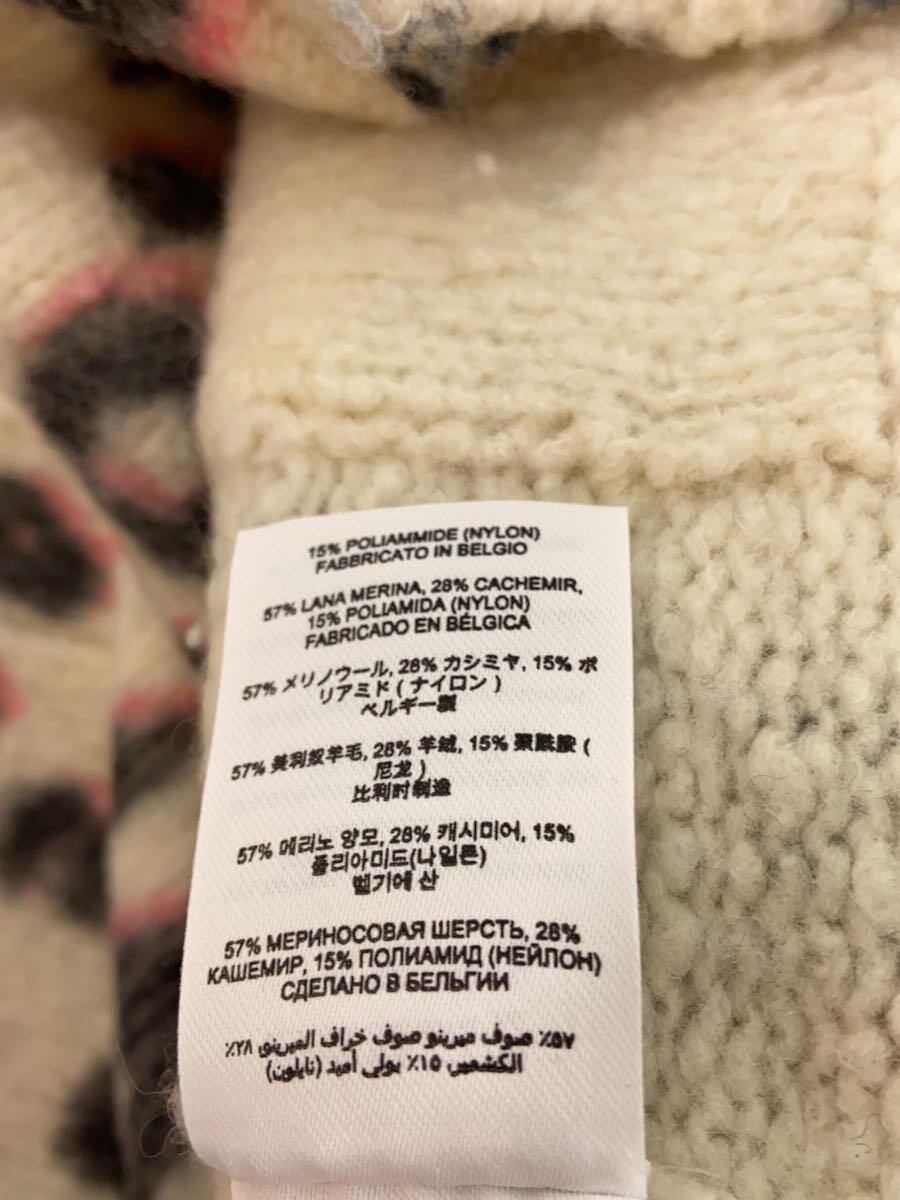 15% POLIAMMIDE (NYLON)
FABBRICATO IN BELGIO
57% LANA MERINA, 28% CACHEMIR,
15% POLIAMIDA (NYLON)
FABRICADO EN BÉLGICA
57% メリノウール, 28% カシミヤ, 15% ポ
リアミド ( ナイロン )
ベルギー製
57% 美利奴羊毛, 28% 羊绒, 15% 聚酰胺 (
尼龙 )
比利时制造
57% 메리노 양모, 28% 캐시미어, 15%
폴리아미드(나일론)
벨기에 산
57% МЕРИНОСОВАЯ ШЕРСТЬ, 28%
КАШЕМИР, 15% ПОЛИАМИД (НЕЙЛОН)
СДЕЛАНО В БЕЛЬГИИ
٥٧٪ صوف ميرينو صوف خراف الميرينو, ٢٨٪
الكشمير, ١٥٪ بولي أميد (نايلون)